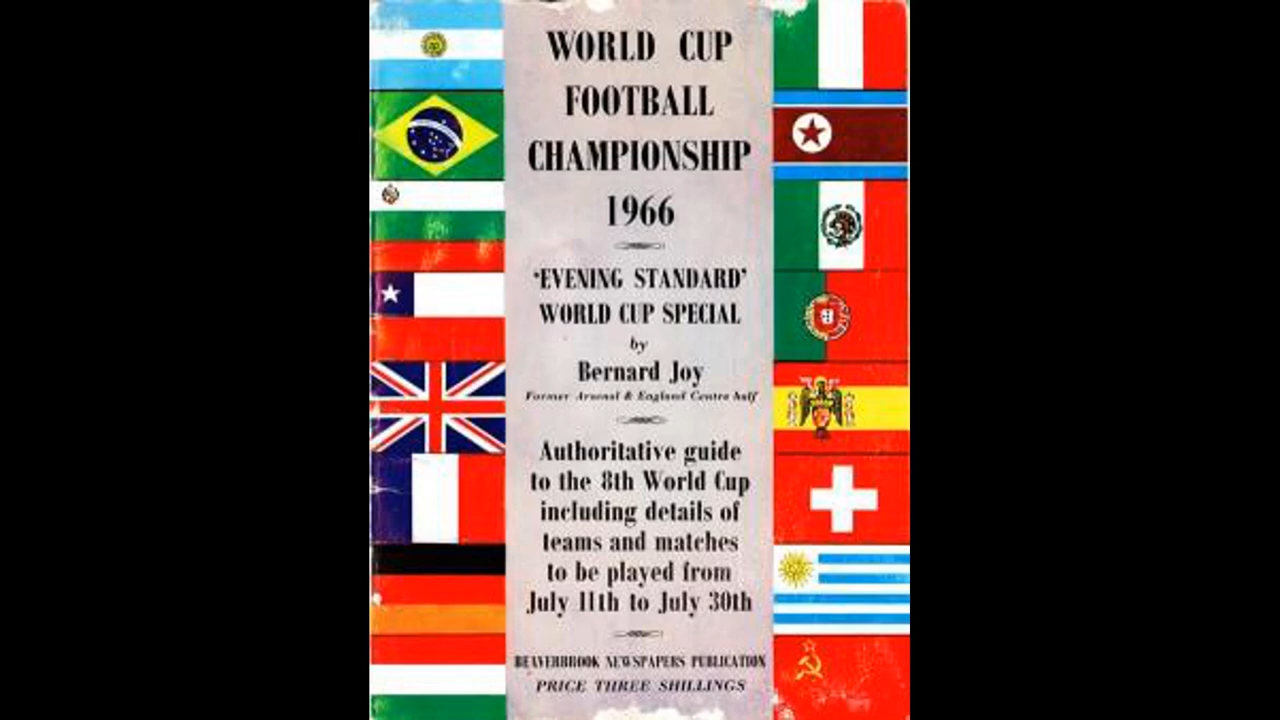 WORLD CUP
FOOTBALL
CHAMPIONSHIP
1966
'EVENING STANDARD'
WORLD CUP SPECIAL
by
Bernard Joy
Former Arsenal & England Centre half
Authoritative guide
to the 8th World Cup
including details of
teams and matches
to be played from
July 11th to July 30th
BEAVERBROOK NEWSPAPERS PUBLICATION
PRICE THREE SHILLINGS